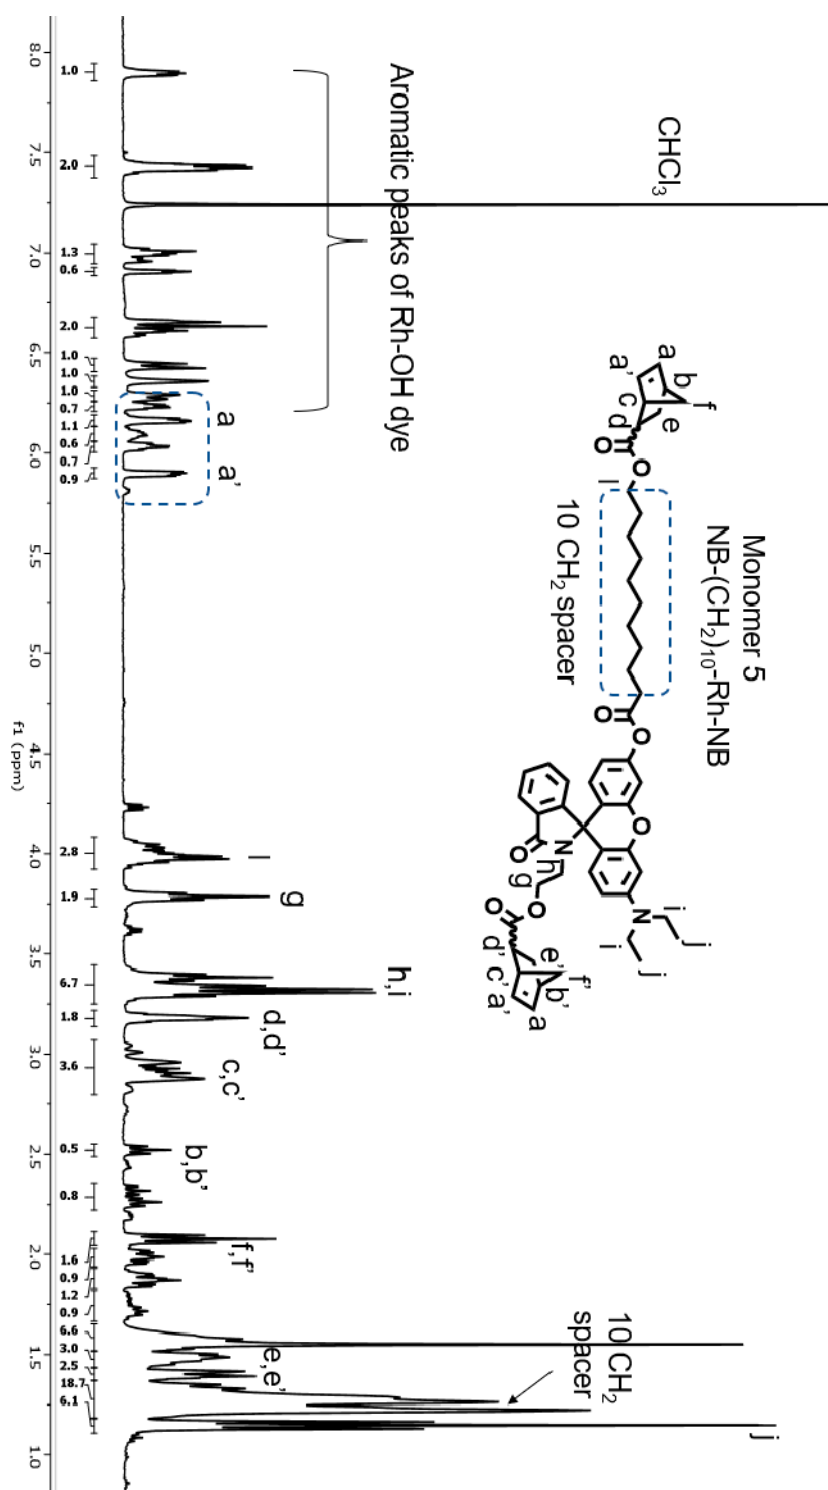 Monomer 5
NB-(CH₂)₁₀-Rh-NB
10 CH₂ spacer
a
a'
b
c
d
e
f
O
O
l
O
O
O
N
O
N
h
g
O
O
i
i
j
j
d'
c'
a'
e'
f'
b'
a
CHCl₃
Aromatic peaks of Rh-OH dye
a
a'
l
g
h,i
d,d'
c,c'
b,b'
f,f'
e,e'
10 CH₂
spacer
j
1.0
2.0
1.3
0.6
2.0
1.0
1.0
1.0
0.7
1.1
0.6
0.7
0.9
2.8
1.9
6.7
1.8
3.6
0.5
0.8
1.6
0.9
1.2
0.9
6.6
3.0
2.5
18.7
6.1
8.0 7.5 7.0 6.5 6.0 5.5 5.0 4.5 4.0 3.5 3.0 2.5 2.0 1.5 1.0
f1 (ppm)